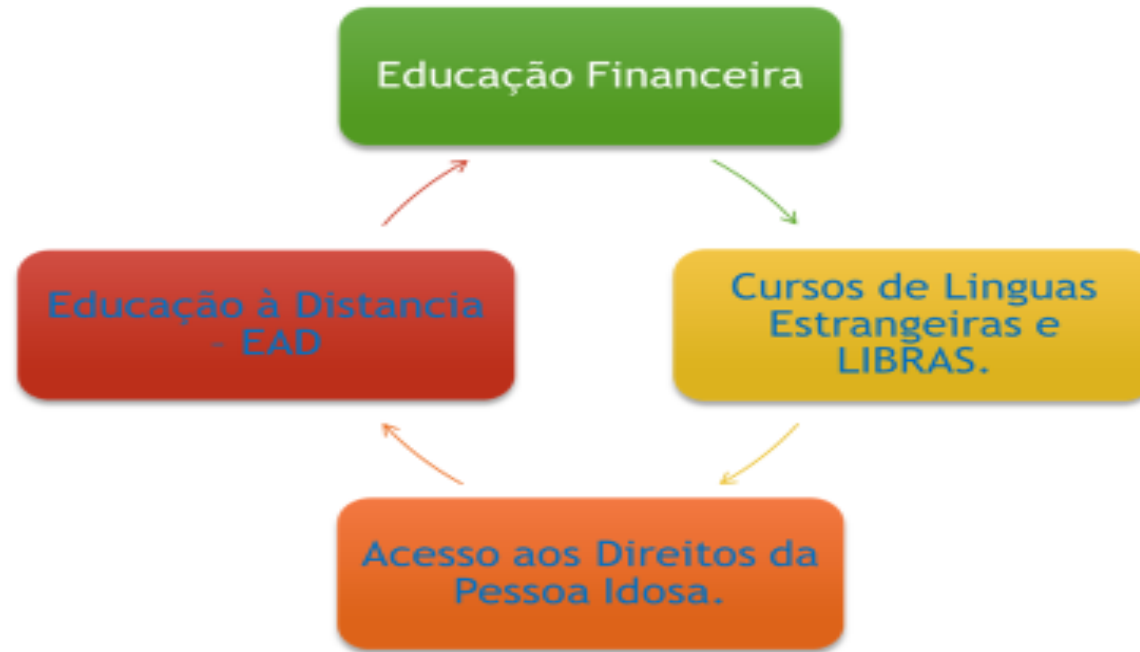 Educação Financeira
Educação à Distancia
- EAD
Cursos de Linguas
Estrangeiras e
LIBRAS.
Acesso aos Direitos da
Pessoa Idosa.